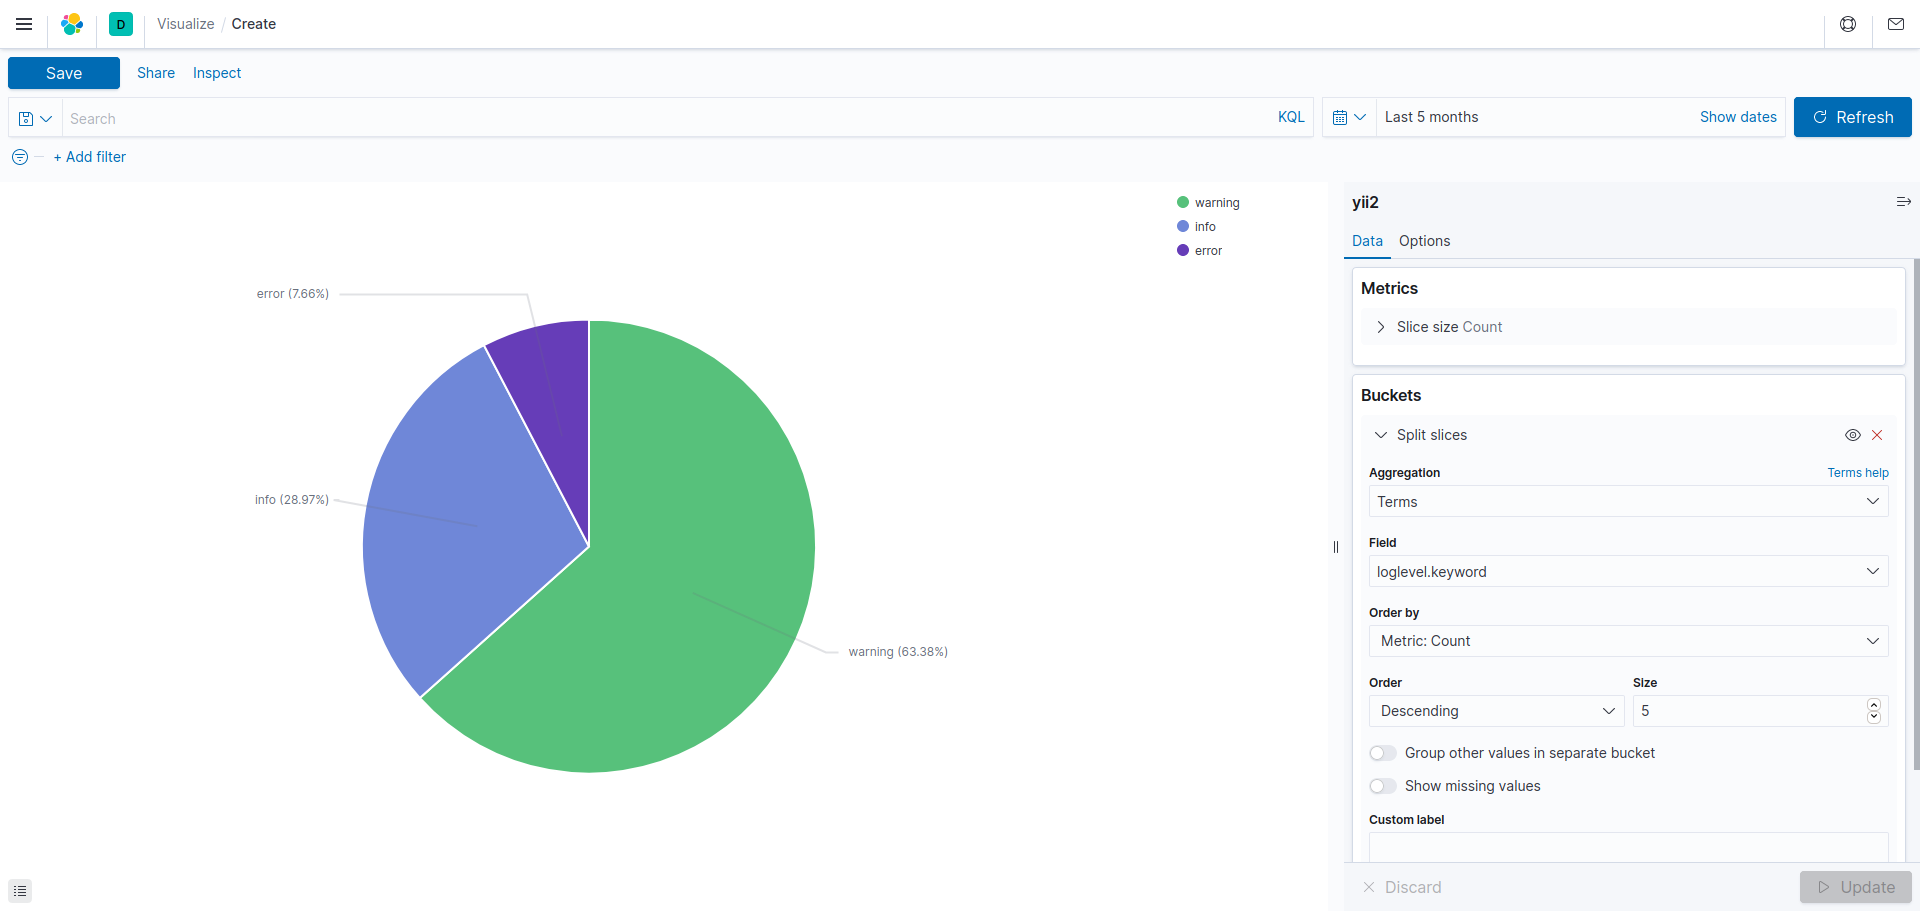 D Visualize / Create
Save Share Inspect
Search KQL Last 5 months Show dates Refresh
+ Add filter
warning
info
error
error (7.66%)
info (28.97%)
warning (63.38%)
yii2
Data Options
Metrics
Slice size Count
Buckets
Split slices
Aggregation Terms help
Terms
Field
loglevel.keyword
Order by
Metric: Count
Order Size
Descending 5
Group other values in separate bucket
Show missing values
Custom label
Discard Update